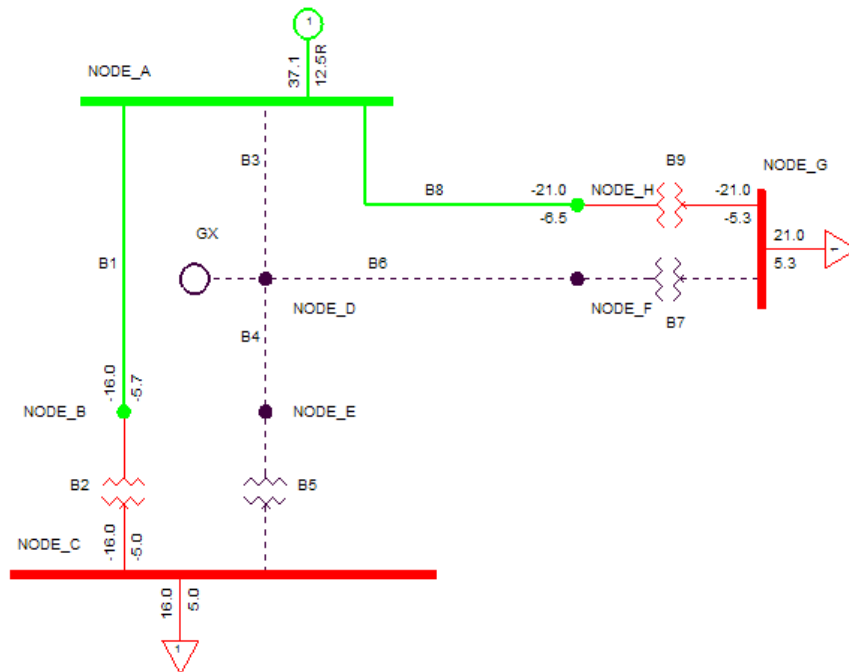 1
37.1
12.5R
NODE_A
B3
B9
NODE_G
B8
-21.0
NODE_H
-21.0
-6.5
-5.3
21.0
1
5.3
GX
B1
B6
NODE_D
NODE_F
B7
B4
-16.0
-5.7
NODE_B
NODE_E
B2
B5
-16.0
-5.0
NODE_C
16.0
5.0
1